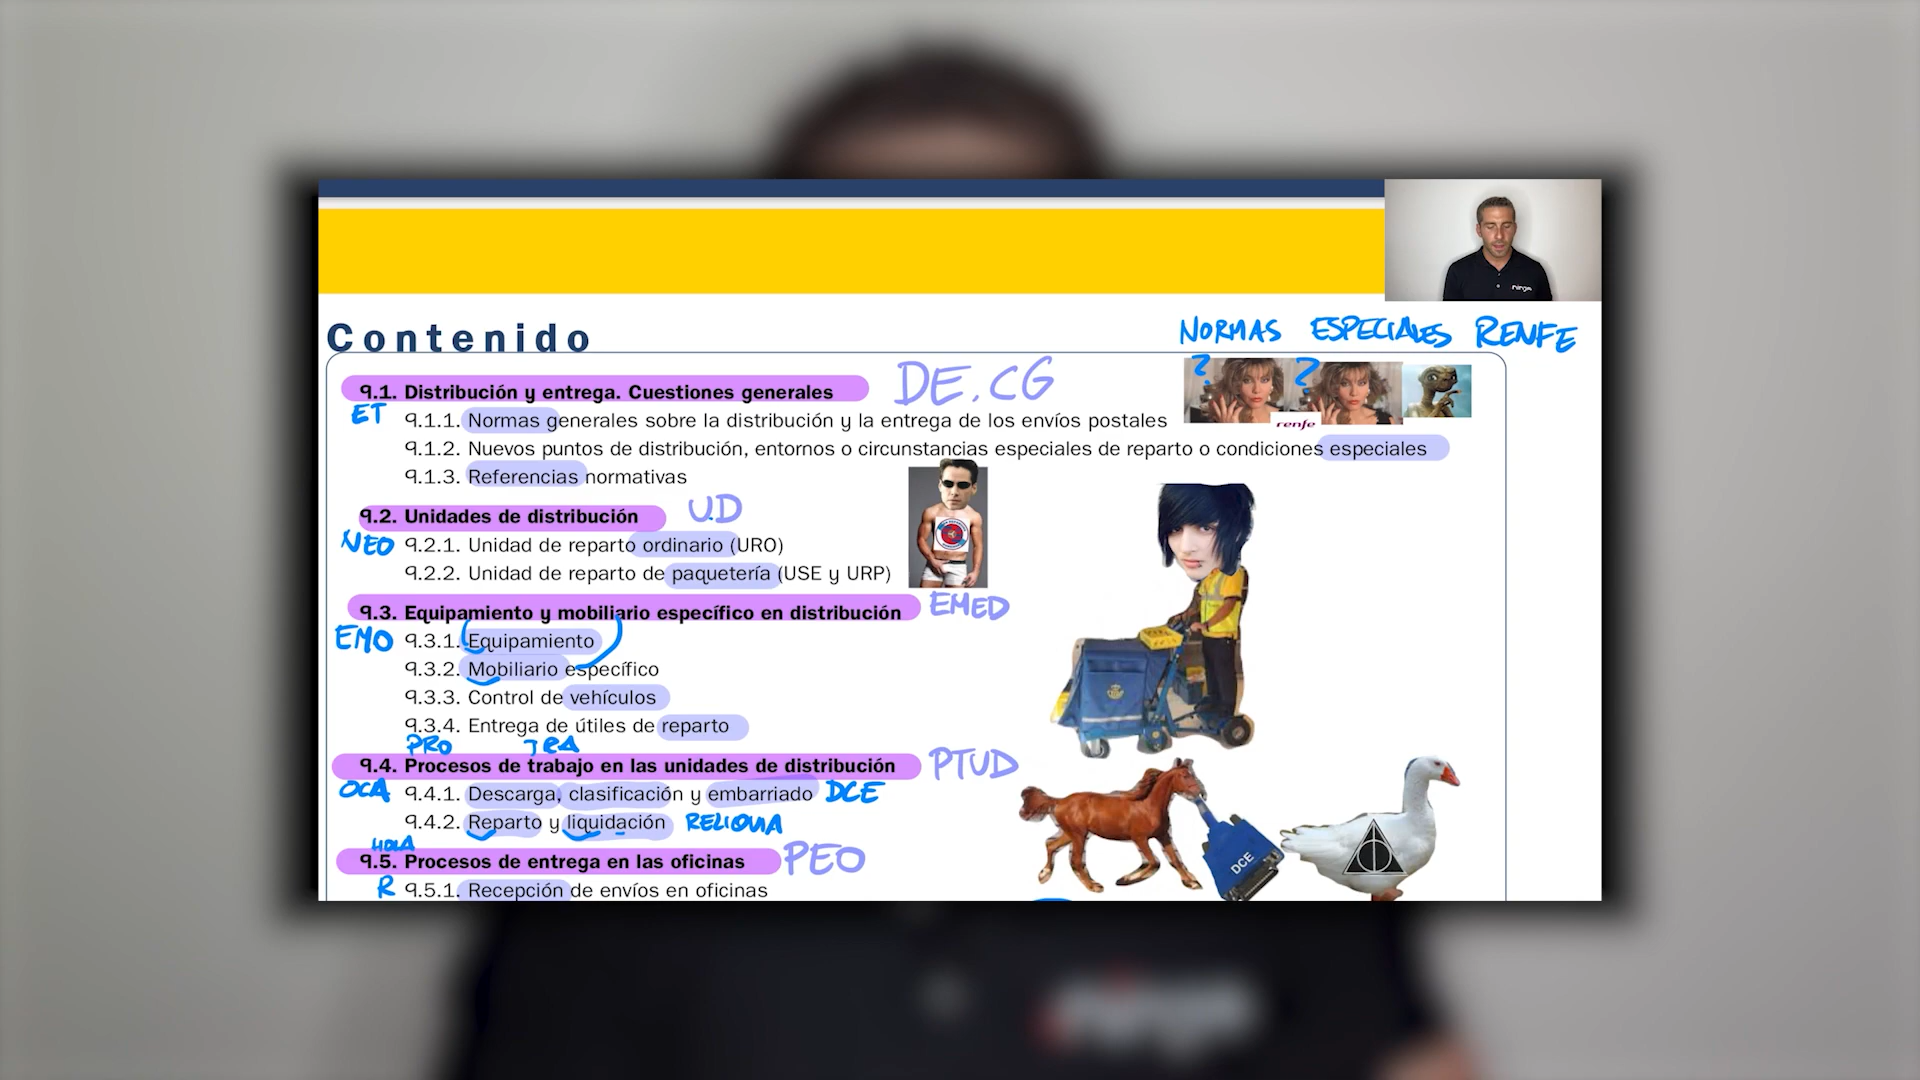 ninja
Contenido
NORMAS ESPECIALES RENFE
9.1. Distribución y entrega. Cuestiones generales
DE.CG
? ?
ET
9.1.1. Normas generales sobre la distribución y la entrega de los envíos postales
renfe
9.1.2. Nuevos puntos de distribución, entornos o circunstancias especiales de reparto o condiciones especiales
9.1.3. Referencias normativas
9.2. Unidades de distribución
UD
NEO
9.2.1. Unidad de reparto ordinario (URO)
9.2.2. Unidad de reparto de paquetería (USE y URP)
9.3. Equipamiento y mobiliario específico en distribución
EMED
EMO
9.3.1. Equipamiento
9.3.2. Mobiliario específico
9.3.3. Control de vehículos
9.3.4. Entrega de útiles de reparto
PRO TRA
9.4. Procesos de trabajo en las unidades de distribución
PTUD
OCA
9.4.1. Descarga, clasificación y embarriado
DCE
9.4.2. Reparto y liquidación
RELIQUIA
DCE
HOLA
9.5. Procesos de entrega en las oficinas
PEO
R
9.5.1. Recepción de envíos en oficinas